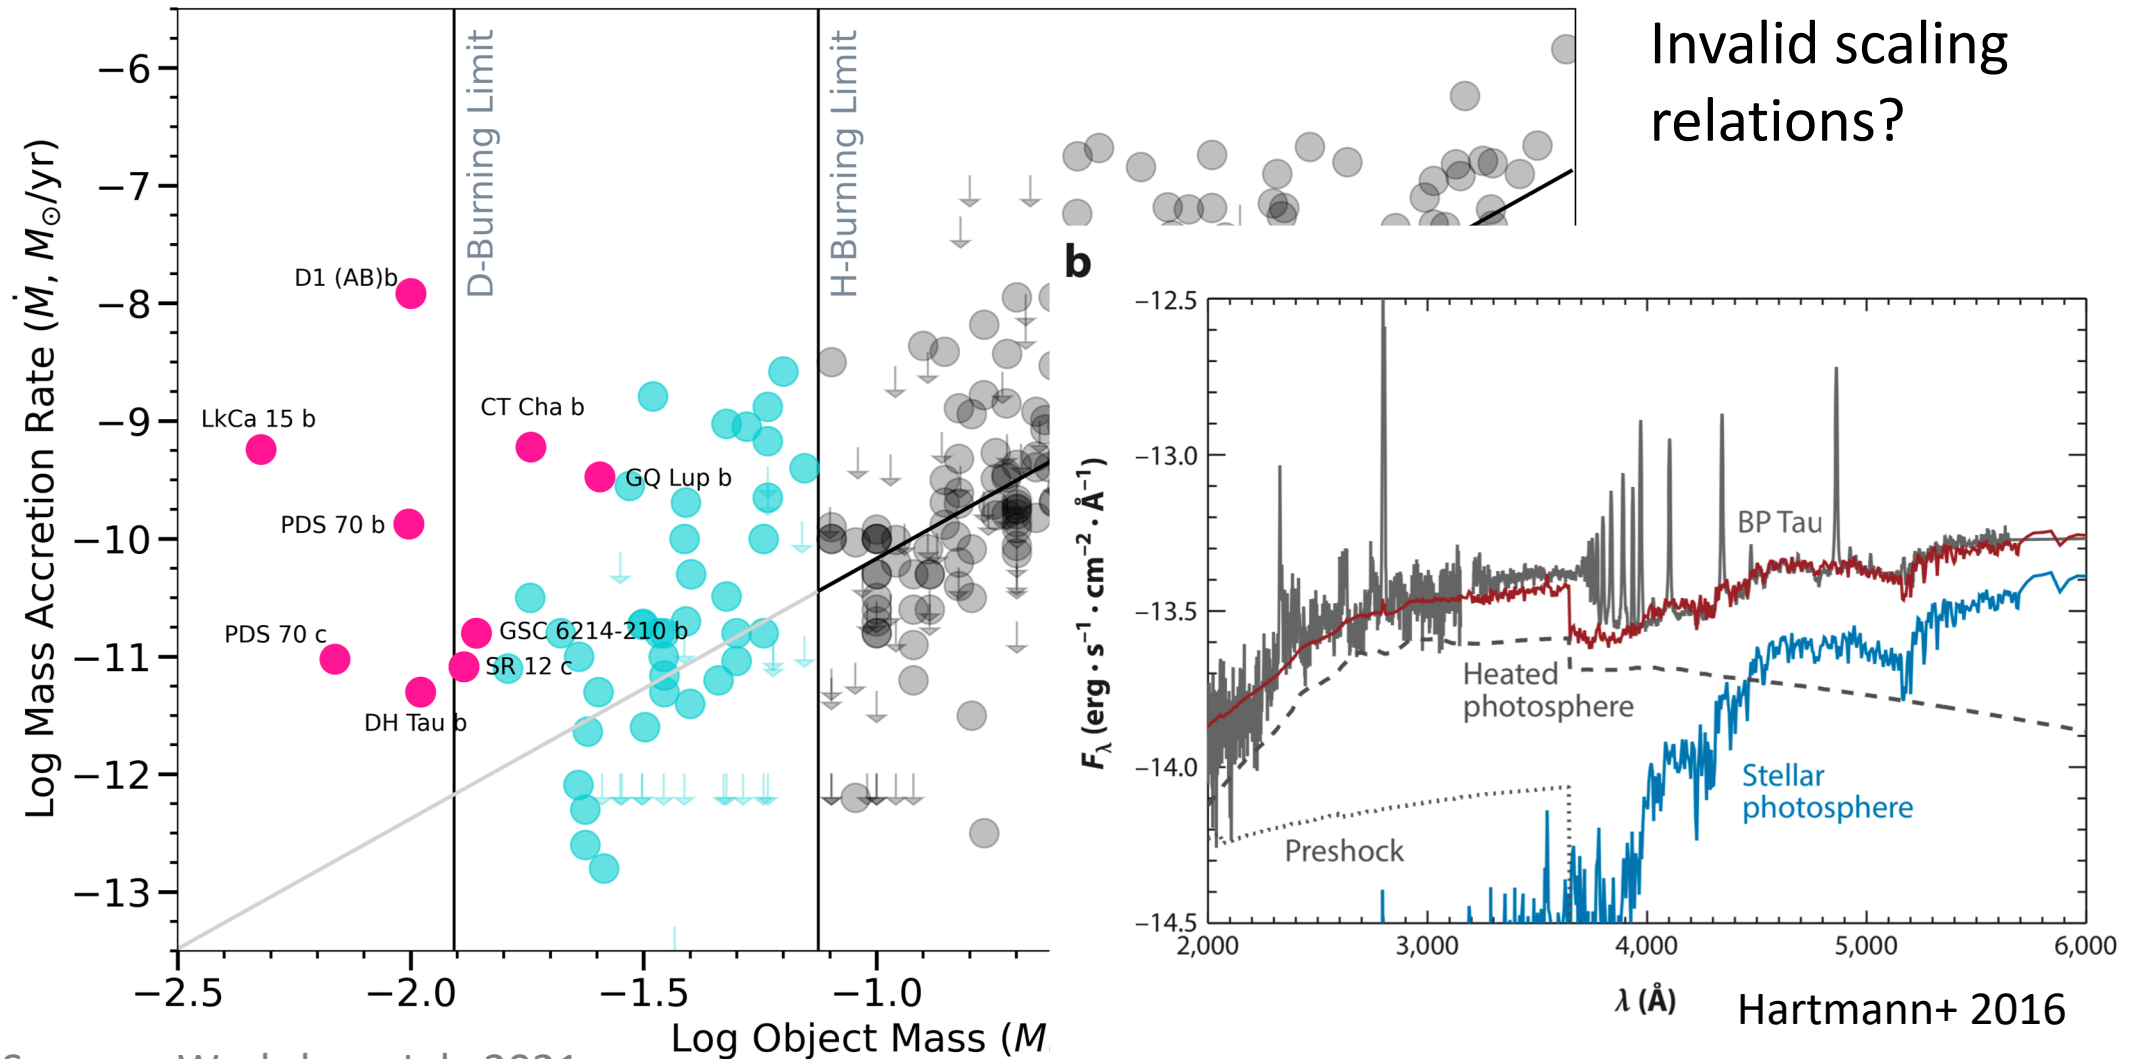 Invalid scaling
relations?
Log Mass Accretion Rate (Ṁ, M⊙/yr)
−6
−7
−8
−9
−10
−11
−12
−13
D-Burning Limit
H-Burning Limit
D1 (AB)b
LkCa 15 b
CT Cha b
GQ Lup b
PDS 70 b
GSC 6214-210 b
PDS 70 c
SR 12 c
DH Tau b
−2.5
−2.0
−1.5
−1.0
Log Object Mass (M
b
Fλ (erg · s−1 · cm−2 · Å−1)
−12.5
−13.0
−13.5
−14.0
−14.5
BP Tau
Heated
photosphere
Stellar
photosphere
Preshock
2,000
3,000
4,000
5,000
6,000
λ (Å)
Hartmann+ 2016